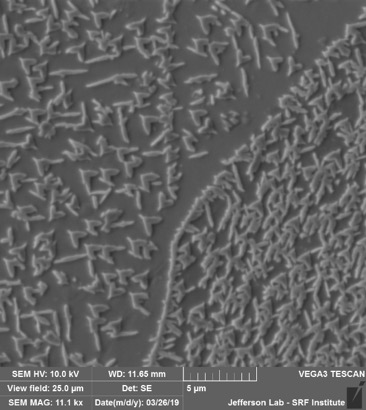 SEM HV: 10.0 kV WD: 11.65 mm VEGA3 TESCAN
View field: 25.0 µm Det: SE 5 µm
SEM MAG: 11.1 kx Date(m/d/y): 03/26/19 Jefferson Lab - SRF Institute